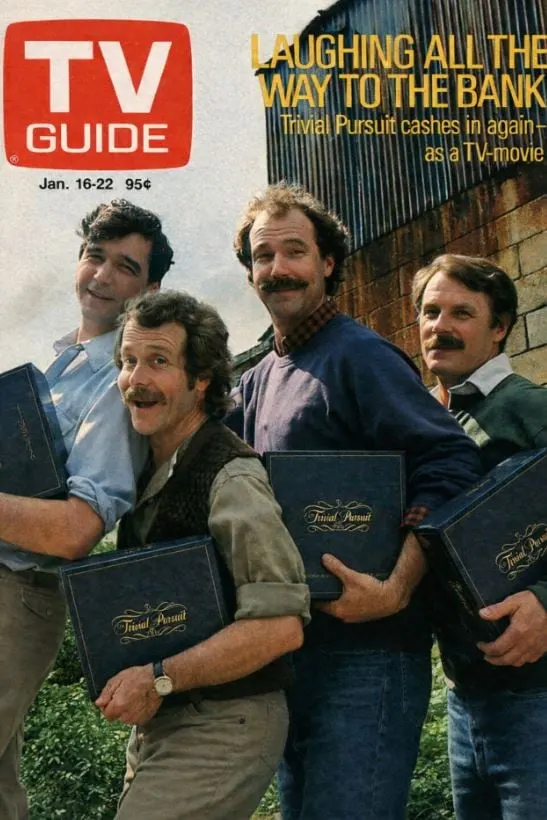 TV
GUIDE
®
Jan. 16-22 95¢
LAUGHING ALL THE
WAY TO THE BANK
Trivial Pursuit cashes in again–
as a TV-movie
Trivial Pursuit
Trivial Pursuit
Trivial Pursuit